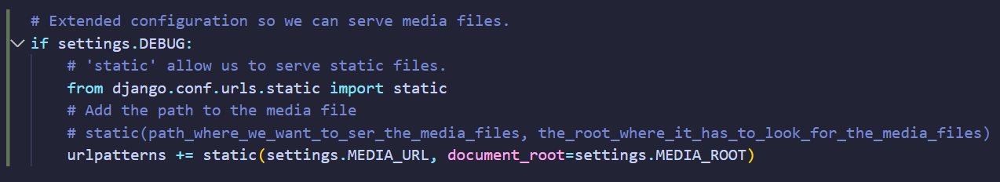 # Extended configuration so we can serve media files.
if settings.DEBUG:
# 'static' allow us to serve static files.
from django.conf.urls.static import static
# Add the path to the media file
# static(path_where_we_want_to_ser_the_media_files, the_root_where_it_has_to_look_for_the_media_files)
urlpatterns += static(settings.MEDIA_URL, document_root=settings.MEDIA_ROOT)